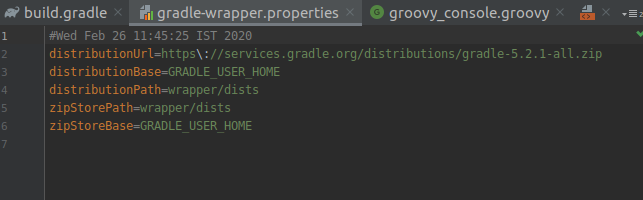 build.gradle gradle-wrapper.properties groovy_console.groovy
1 #Wed Feb 26 11:45:25 IST 2020
2 distributionUrl=https\://services.gradle.org/distributions/gradle-5.2.1-all.zip
3 distributionBase=GRADLE_USER_HOME
4 distributionPath=wrapper/dists
5 zipStorePath=wrapper/dists
6 zipStoreBase=GRADLE_USER_HOME
7